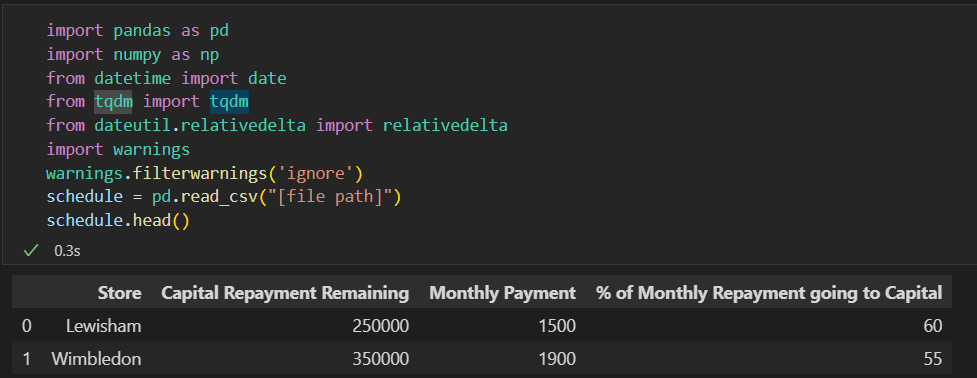 import pandas as pd
import numpy as np
from datetime import date
from tqdm import tqdm
from dateutil.relativedelta import relativedelta
import warnings
warnings.filterwarnings('ignore')
schedule = pd.read_csv("[file path]")
schedule.head()
0.3s
Store Capital Repayment Remaining Monthly Payment % of Monthly Repayment going to Capital
0 Lewisham 250000 1500 60
1 Wimbledon 350000 1900 55